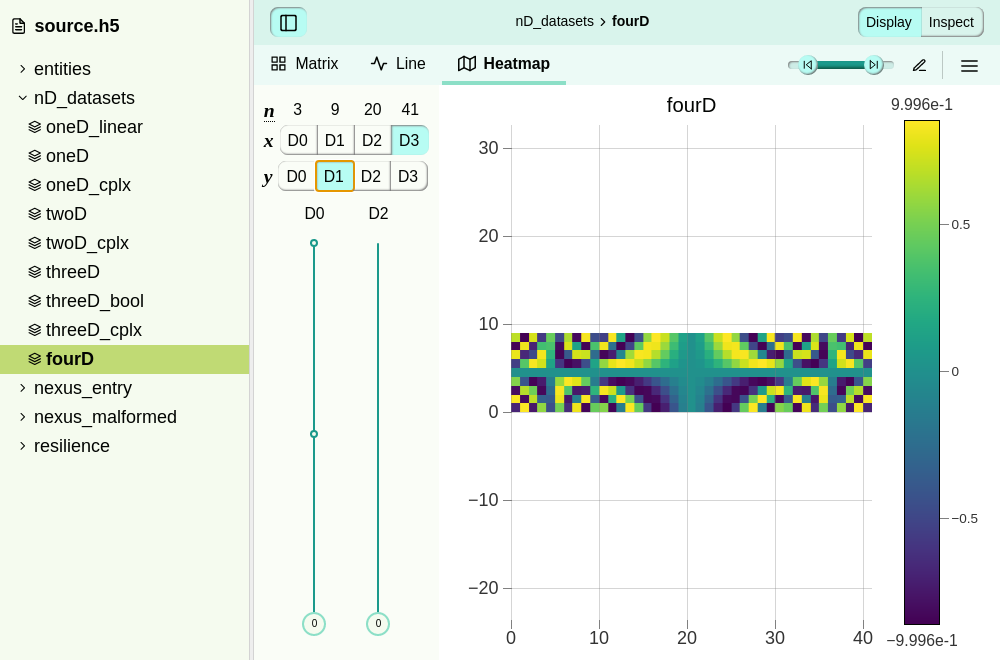 source.h5
entities
nD_datasets
oneD_linear
oneD
oneD_cplx
twoD
twoD_cplx
threeD
threeD_bool
threeD_cplx
fourD
nexus_entry
nexus_malformed
resilience
nD_datasets › fourD
Display Inspect
Matrix Line Heatmap
n 3 9 20 41
x D0 D1 D2 D3
y D0 D1 D2 D3
D0 D2
0 0
fourD
30
20
10
0
−10
−20
0 10 20 30 40
9.996e-1
0.5
0
−0.5
−9.996e-1